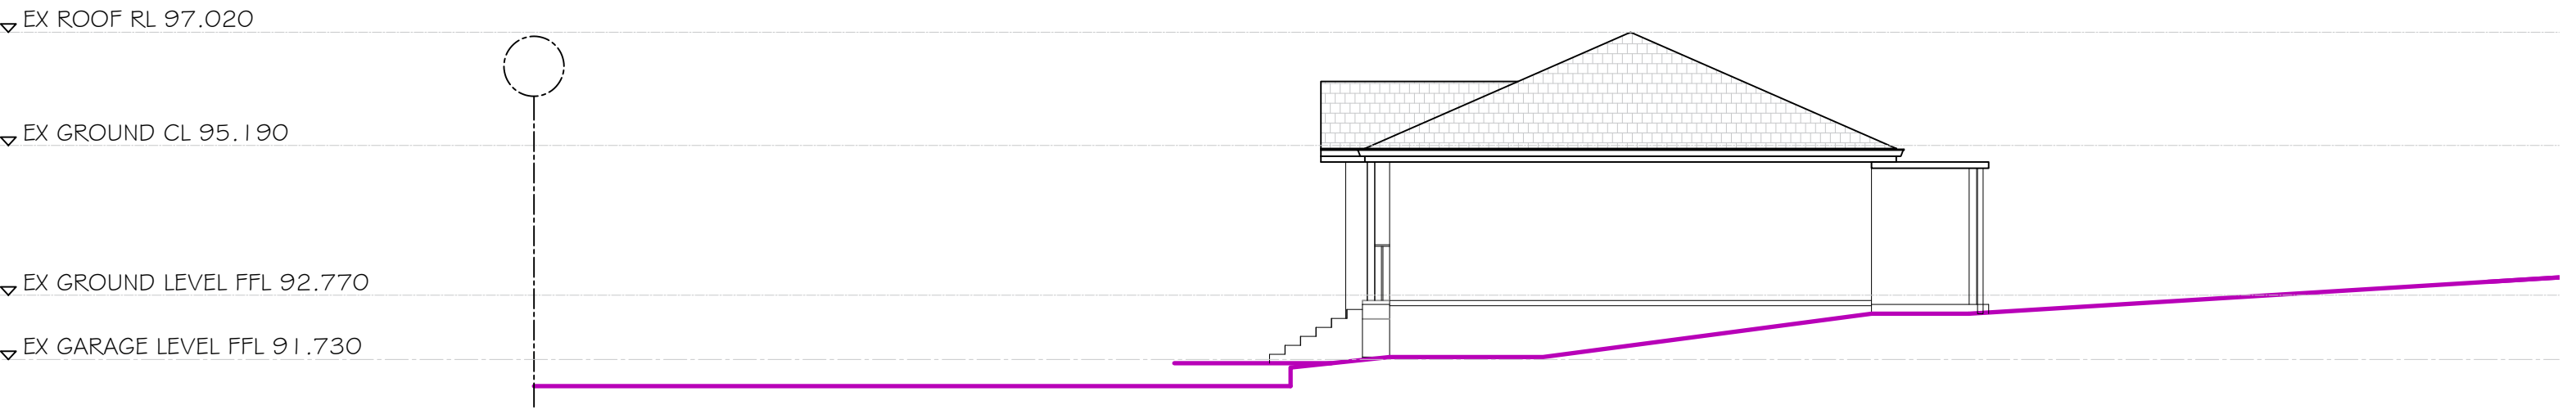 EX ROOF RL 97.020
EX GROUND CL 95.190
EX GROUND LEVEL FFL 92.770
EX GARAGE LEVEL FFL 91.730